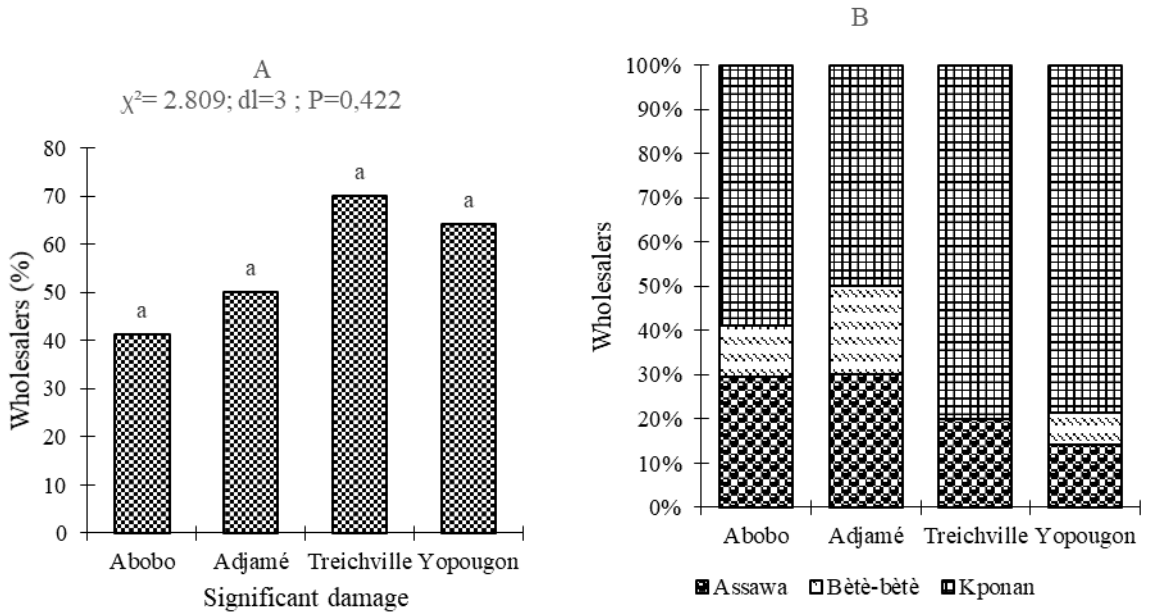 A
χ²= 2.809; dl=3 ; P=0,422
Wholesalers (%)
80
70
60
50
40
30
20
10
0
a
a
a
a
Abobo
Adjamé
Treichville
Yopougon
Significant damage
B
Wholesalers
100%
90%
80%
70%
60%
50%
40%
30%
20%
10%
0%
Abobo
Adjamé
Treichville
Yopougon
Assawa
Bètè-bètè
Kponan